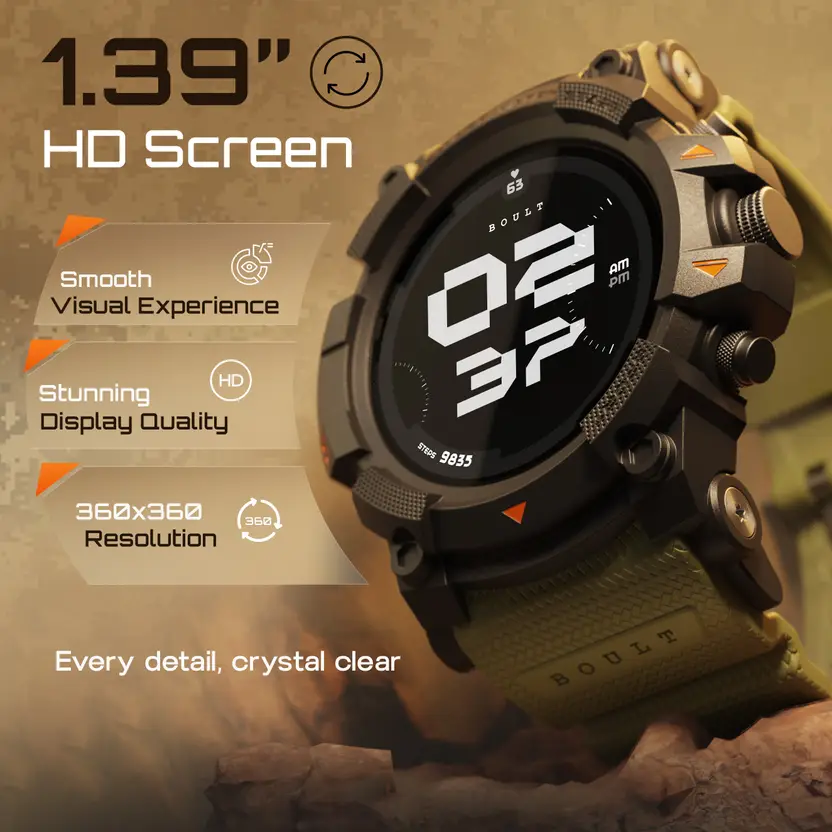 1.39"
HD Screen
Smooth
Visual Experience
HD
Stunning
Display Quality
360x360
Resolution
360
Every detail, crystal clear
63
BOULT
02
37
AM
PM
STEPS 9835
BOULT